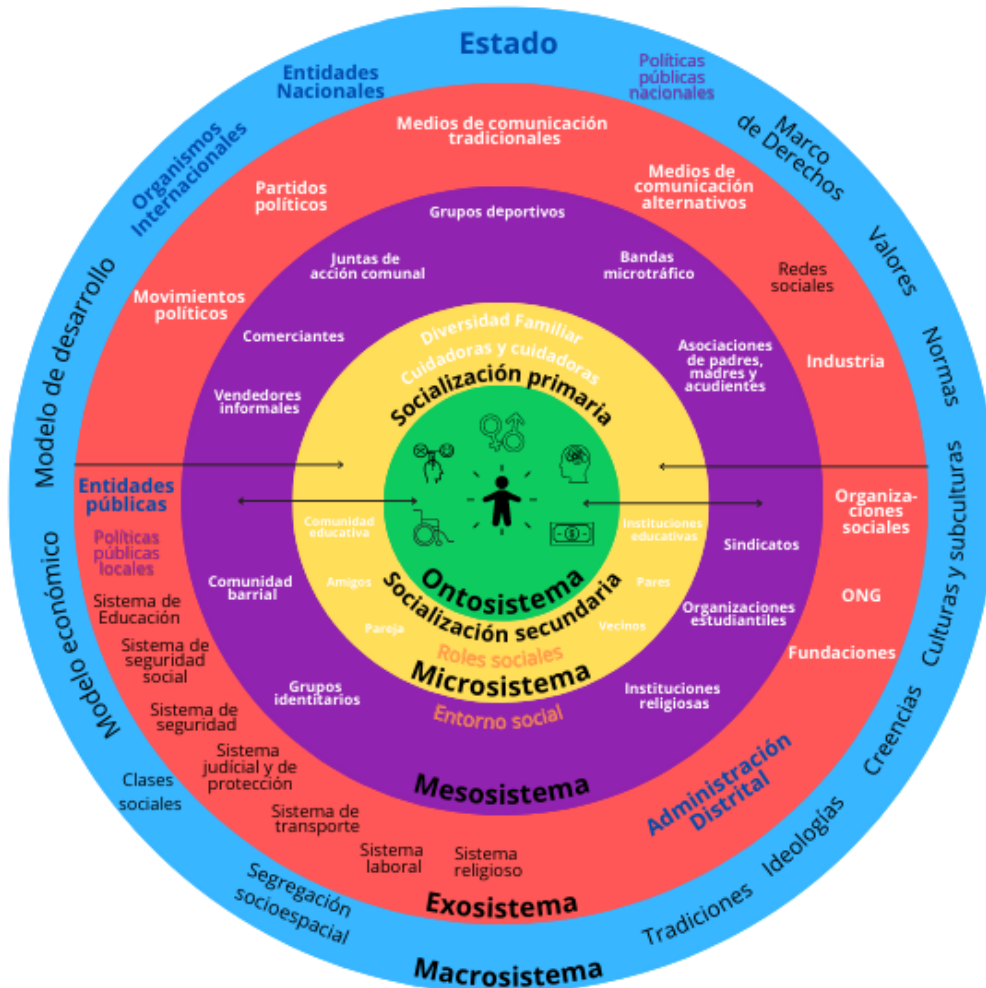 Estado
Entidades
Nacionales
Políticas
públicas
nacionales
Marco
de Derechos
Organismos
Internacionales
Valores
Modelo de desarrollo
Normas
Modelo económico
Culturas y subculturas
Clases
sociales
Creencias
Segregación
socioespacial
Ideologías
Tradiciones
Macrosistema
Medios de comunicación
tradicionales
Partidos
políticos
Medios de
comunicación
alternativos
Movimientos
políticos
Redes
sociales
Industria
Entidades
públicas
Políticas
públicas
locales
Organiza-
ciones
sociales
Sistema de
Educación
ONG
Sistema de
seguridad
social
Fundaciones
Sistema de
seguridad
Sistema
judicial y de
protección
Administración
Distrital
Sistema de
transporte
Sistema
laboral
Sistema
religioso
Exosistema
Grupos deportivos
Juntas de
acción comunal
Bandas
microtráfico
Comerciantes
Asociaciones
de padres,
madres y
acudientes
Vendedores
informales
Sindicatos
Comunidad
barrial
Organizaciones
estudiantiles
Grupos
identitarios
Instituciones
religiosas
Entorno social
Mesosistema
Diversidad Familiar
Cuidadoras y cuidadoras
Socialización primaria
Comunidad
educativa
Instituciones
educativas
Amigos
Pares
Pareja
Vecinos
Socialización secundaria
Roles sociales
Microsistema
Ontosistema
$